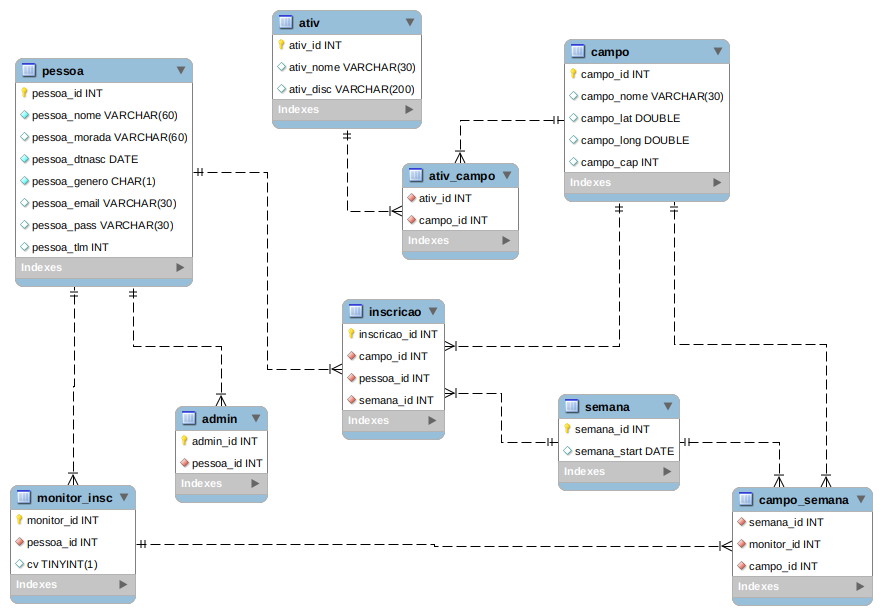 ativ
ativ_id INT
ativ_nome VARCHAR(30)
ativ_disc VARCHAR(200)
Indexes
campo
campo_id INT
campo_nome VARCHAR(30)
campo_lat DOUBLE
campo_long DOUBLE
campo_cap INT
Indexes
pessoa
pessoa_id INT
pessoa_nome VARCHAR(60)
pessoa_morada VARCHAR(60)
pessoa_dtnasc DATE
pessoa_genero CHAR(1)
pessoa_email VARCHAR(30)
pessoa_pass VARCHAR(30)
pessoa_tlm INT
Indexes
ativ_campo
ativ_id INT
campo_id INT
Indexes
inscricao
inscricao_id INT
campo_id INT
pessoa_id INT
semana_id INT
Indexes
admin
admin_id INT
pessoa_id INT
Indexes
semana
semana_id INT
semana_start DATE
Indexes
monitor_insc
monitor_id INT
pessoa_id INT
cv TINYINT(1)
Indexes
campo_semana
semana_id INT
monitor_id INT
campo_id INT
Indexes